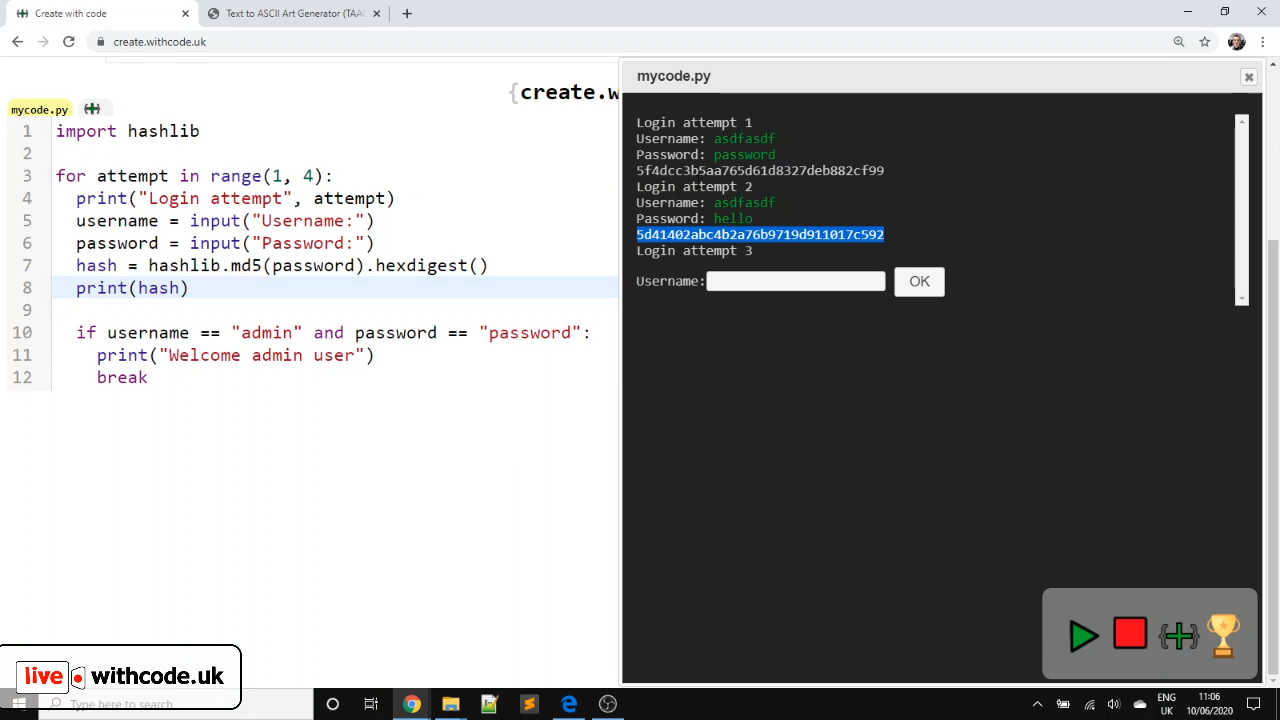 Create with code
Text to ASCII Art Generator (TAA
create.withcode.uk
{create.w
mycode.py
1 import hashlib
2
3 for attempt in range(1, 4):
4 print("Login attempt", attempt)
5 username = input("Username:")
6 password = input("Password:")
7 hash = hashlib.md5(password).hexdigest()
8 print(hash)
9
10 if username == "admin" and password == "password":
11 print("Welcome admin user")
12 break
mycode.py
Login attempt 1
Username: asdfasdf
Password: password
5f4dcc3b5aa765d61d8327deb882cf99
Login attempt 2
Username: asdfasdf
Password: hello
5d41402abc4b2a76b9719d911017c592
Login attempt 3
Username:
OK
live withcode.uk
Type here to search
ENG
UK
11:06
10/06/2020